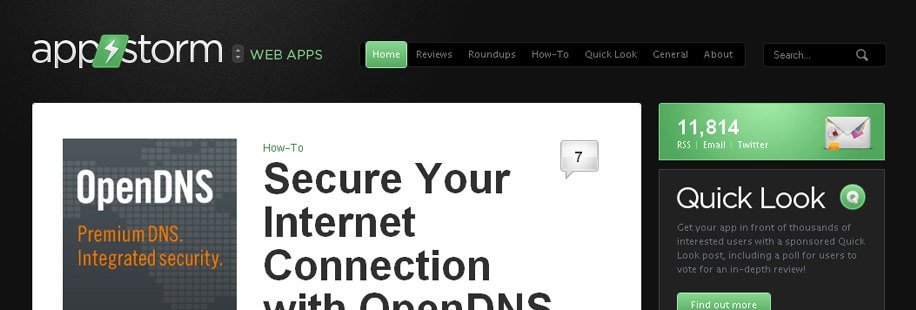 appstorm
WEB APPS
Home Reviews Roundups How-To Quick Look General About
Search...
OpenDNS
Premium DNS.
Integrated security.
How-To
7
Secure Your
Internet
Connection
with OpenDNS
11,814
RSS | Email | Twitter
Quick Look
Q
Get your app in front of thousands of
interested users with a sponsored Quick
Look post, including a poll for users to
vote for an in-depth review!
Find out more